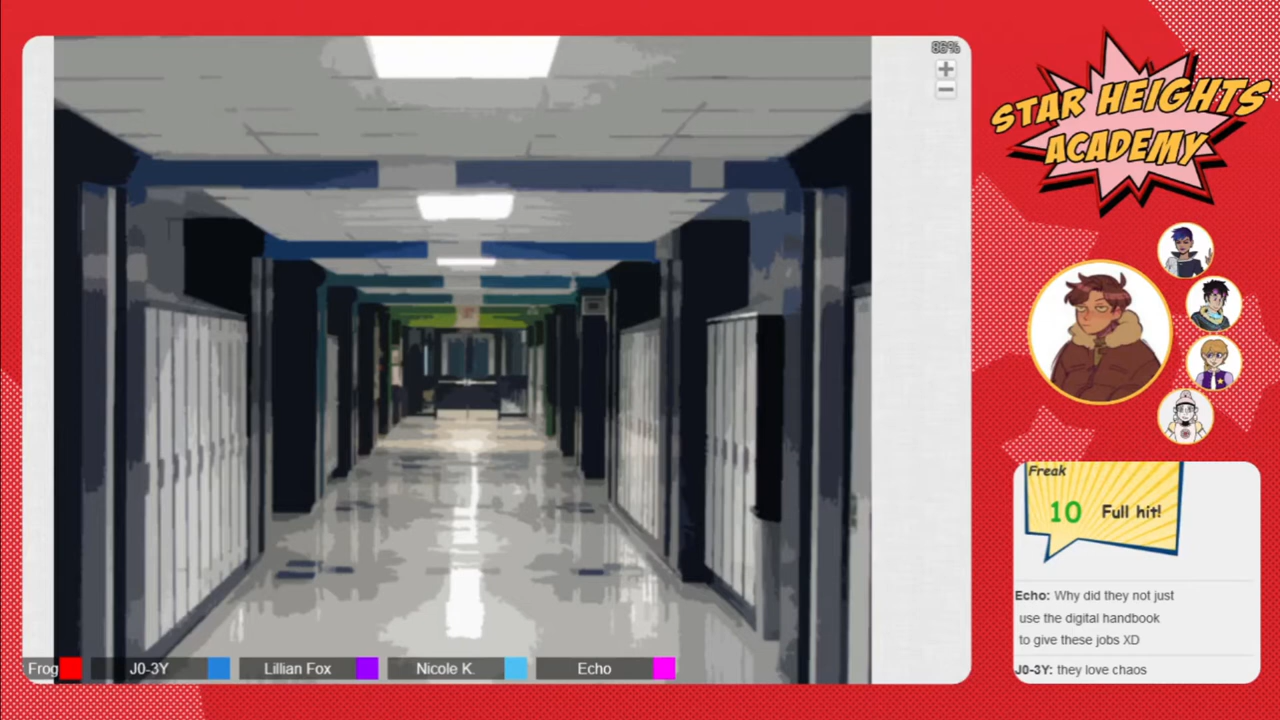 86%
STAR HEIGHTS
ACADEMY
Freak
10 Full hit!
Echo: Why did they not just
use the digital handbook
to give these jobs XD
J0-3Y: they love chaos
Frog
J0-3Y
Lillian Fox
Nicole K.
Echo